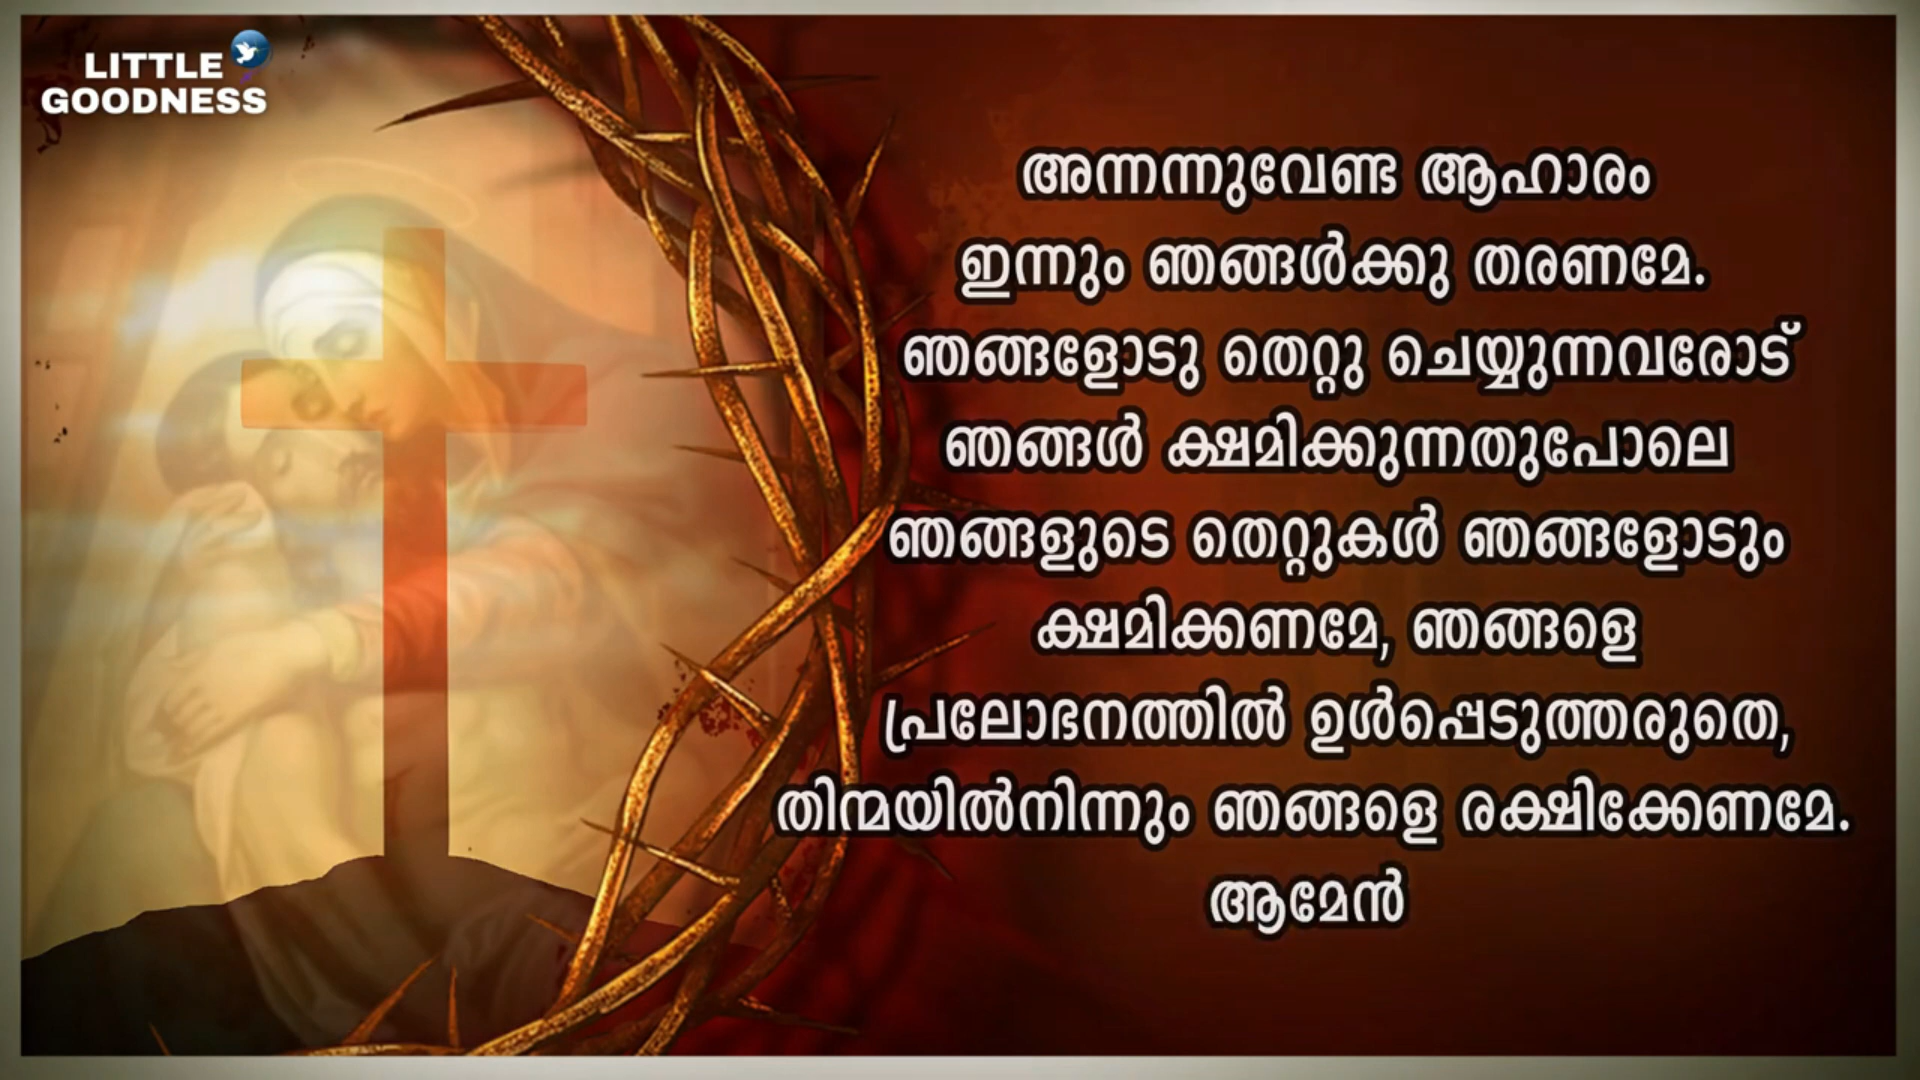 LITTLE
GOODNESS
അന്നന്നുവേണ്ട ആഹാരം
ഇന്നും ഞങ്ങൾക്കു തരണമേ.
ഞങ്ങളോടു തെറ്റു ചെയ്യുന്നവരോട്
ഞങ്ങൾ ക്ഷമിക്കുന്നതുപോലെ
ഞങ്ങളുടെ തെറ്റുകൾ ഞങ്ങളോടും
ക്ഷമിക്കണമേ, ഞങ്ങളെ
പ്രലോഭനത്തിൽ ഉൾപ്പെടുത്തരുതെ,
തിന്മയിൽനിന്നും ഞങ്ങളെ രക്ഷിക്കേണമേ.
ആമേൻ